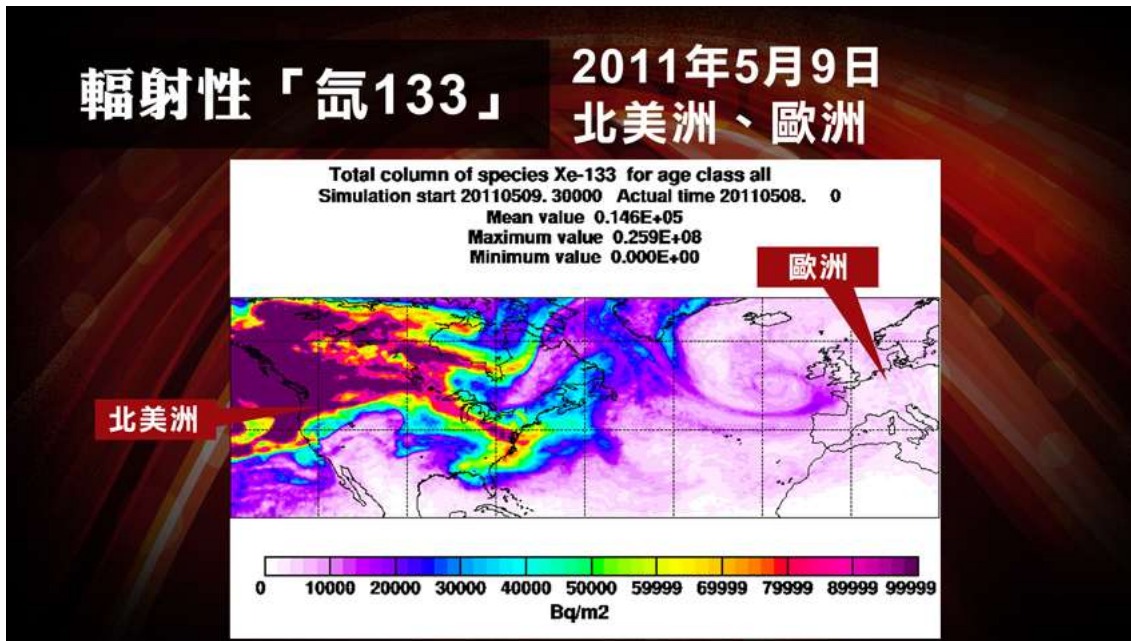 輻射性「氙133」
2011年5月9日
北美洲、歐洲
Total column of species Xe-133 for age class all
Simulation start 20110509. 30000 Actual time 20110508. 0
Mean value 0.146E+05
Maximum value 0.259E+08
Minimum value 0.000E+00
歐洲
北美洲
0 10000 20000 30000 40000 50000 59999 69999 79999 89999 99999
Bq/m2